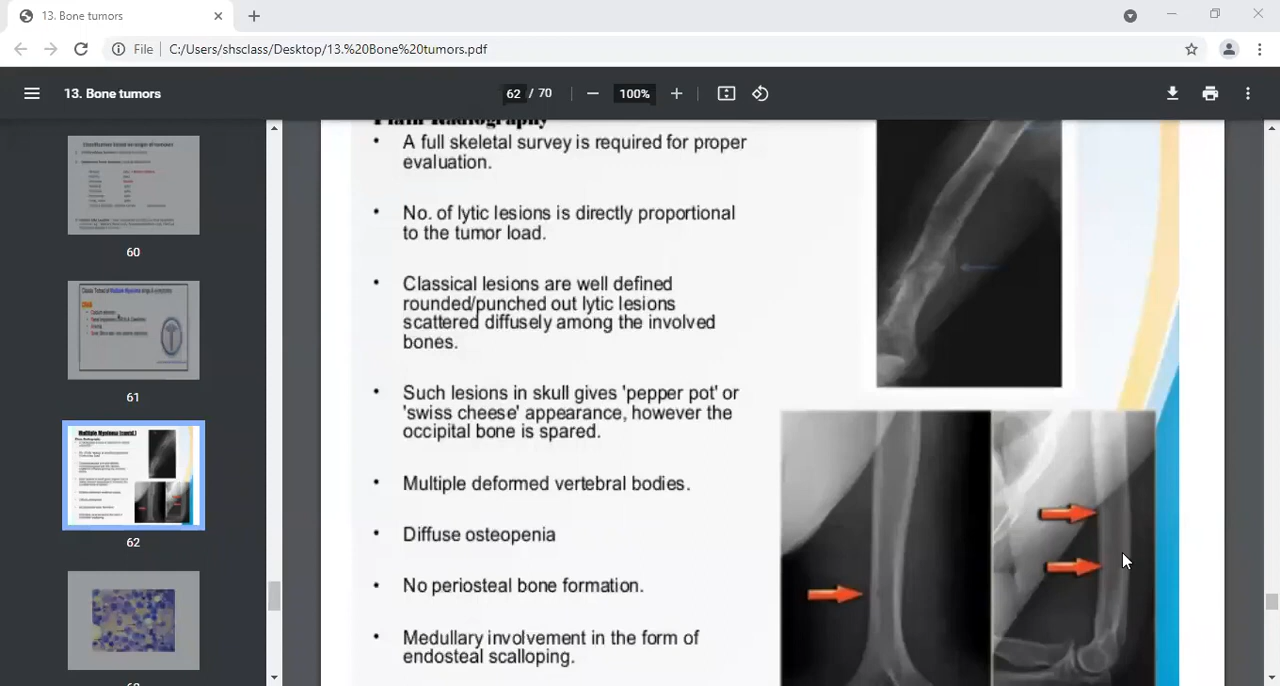 13. Bone tumors
File
C:/Users/shsclass/Desktop/13.%20Bone%20tumors.pdf
13. Bone tumors
62 / 70
100%
60
61
62
Plain Radiography
• A full skeletal survey is required for proper
evaluation.
• No. of lytic lesions is directly proportional
to the tumor load.
• Classical lesions are well defined
rounded/punched out lytic lesions
scattered diffusely among the involved
bones.
• Such lesions in skull gives 'pepper pot' or
'swiss cheese' appearance, however the
occipital bone is spared.
• Multiple deformed vertebral bodies.
• Diffuse osteopenia
• No periosteal bone formation.
• Medullary involvement in the form of
endosteal scalloping.